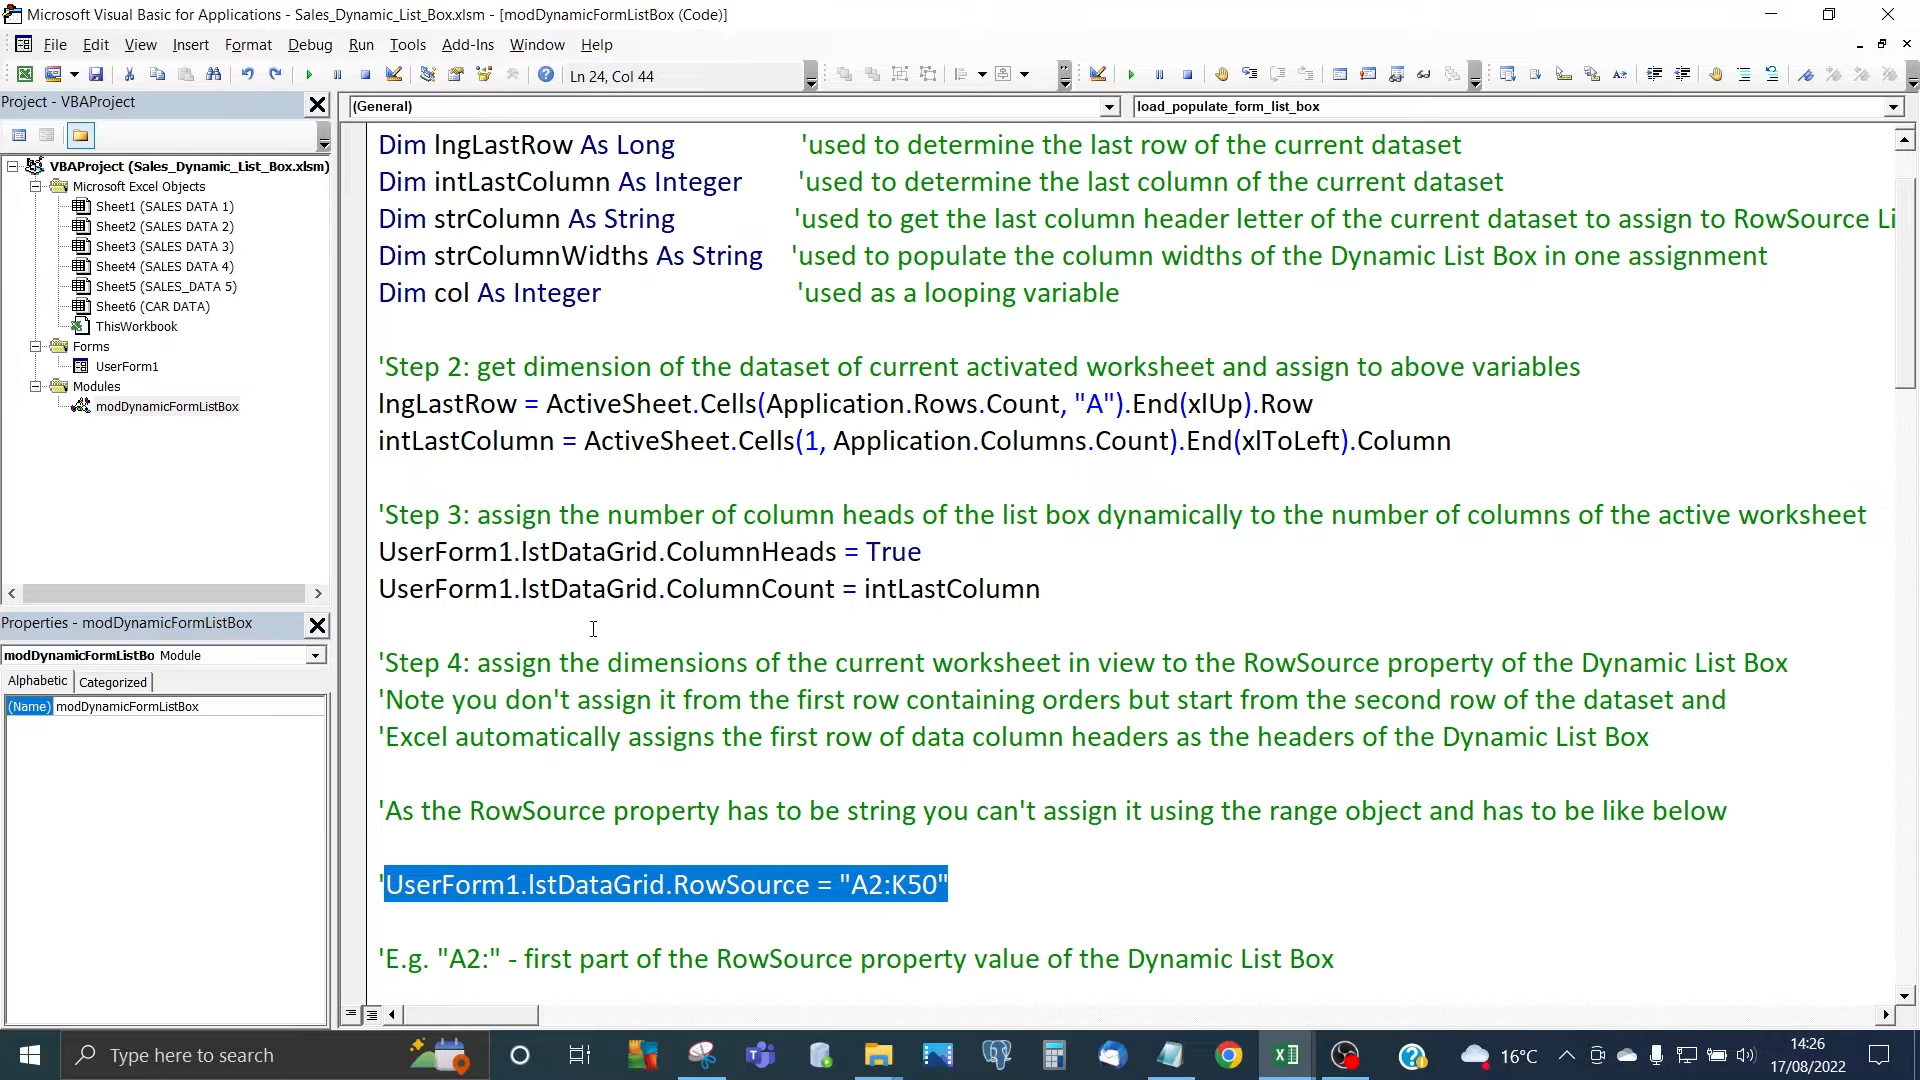 Microsoft Visual Basic for Applications - Sales_Dynamic_List_Box.xlsm - [modDynamicFormListBox (Code)]
File Edit View Insert Format Debug Run Tools Add-Ins Window Help
Ln 24, Col 44
Project - VBAProject
VBAProject (Sales_Dynamic_List_Box.xlsm)
Microsoft Excel Objects
Sheet1 (SALES DATA 1)
Sheet2 (SALES DATA 2)
Sheet3 (SALES DATA 3)
Sheet4 (SALES DATA 4)
Sheet5 (SALES_DATA 5)
Sheet6 (CAR DATA)
ThisWorkbook
Forms
UserForm1
Modules
modDynamicFormListBox
Properties - modDynamicFormListBox
modDynamicFormListBo Module
Alphabetic Categorized
(Name) modDynamicFormListBox
(General)
load_populate_form_list_box
Dim lngLastRow As Long 'used to determine the last row of the current dataset
Dim intLastColumn As Integer 'used to determine the last column of the current dataset
Dim strColumn As String 'used to get the last column header letter of the current dataset to assign to RowSource Li
Dim strColumnWidths As String 'used to populate the column widths of the Dynamic List Box in one assignment
Dim col As Integer 'used as a looping variable
'Step 2: get dimension of the dataset of current activated worksheet and assign to above variables
lngLastRow = ActiveSheet.Cells(Application.Rows.Count, "A").End(xlUp).Row
intLastColumn = ActiveSheet.Cells(1, Application.Columns.Count).End(xlToLeft).Column
'Step 3: assign the number of column heads of the list box dynamically to the number of columns of the active worksheet
UserForm1.lstDataGrid.ColumnHeads = True
UserForm1.lstDataGrid.ColumnCount = intLastColumn
'Step 4: assign the dimensions of the current worksheet in view to the RowSource property of the Dynamic List Box
'Note you don't assign it from the first row containing orders but start from the second row of the dataset and
'Excel automatically assigns the first row of data column headers as the headers of the Dynamic List Box
'As the RowSource property has to be string you can't assign it using the range object and has to be like below
'UserForm1.lstDataGrid.RowSource = "A2:K50"
'E.g. "A2:" - first part of the RowSource property value of the Dynamic List Box
Type here to search
16°C
14:26
17/08/2022